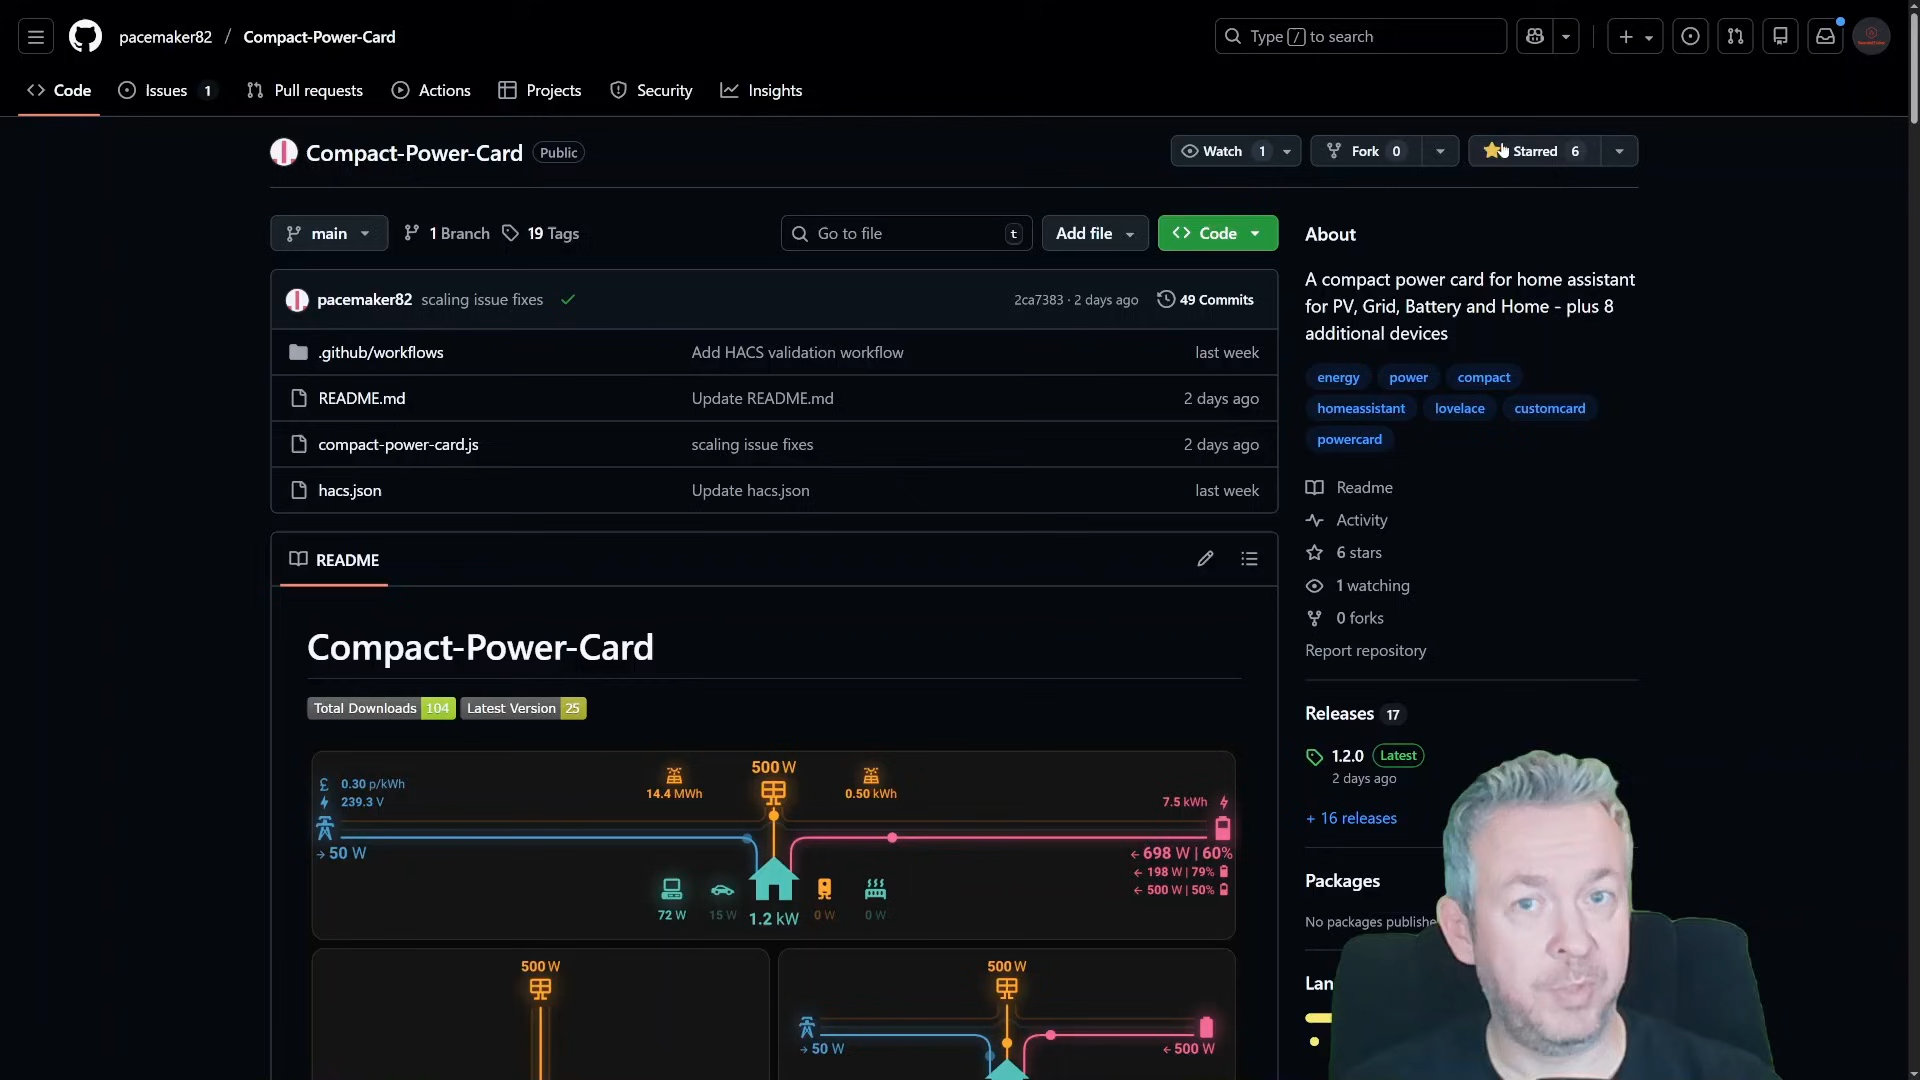 pacemaker82 / Compact-Power-Card
Type / to search
Code
Issues 1
Pull requests
Actions
Projects
Security
Insights
Compact-Power-Card Public
Watch 1
Fork 0
Starred 6
main
1 Branch
19 Tags
Go to file t
Add file
Code
pacemaker82 scaling issue fixes
2ca7383 · 2 days ago
49 Commits
.github/workflows Add HACS validation workflow last week
README.md Update README.md 2 days ago
compact-power-card.js scaling issue fixes 2 days ago
hacs.json Update hacs.json last week
README
Compact-Power-Card
Total Downloads 104
Latest Version 25
£ 0.30 p/kWh
239.3 V
→ 50 W
14.4 MWh
500 W
0.50 kWh
7.5 kWh
← 698 W | 60%
← 198 W | 79%
← 500 W | 50%
72 W
15 W
1.2 kW
0 W
0 W
500 W
500 W
→ 50 W
← 500 W
About
A compact power card for home assistant
for PV, Grid, Battery and Home - plus 8
additional devices
energy power compact
homeassistant lovelace customcard
powercard
Readme
Activity
6 stars
1 watching
0 forks
Report repository
Releases 17
1.2.0 Latest
2 days ago
+ 16 releases
Packages
No packages publishe
Lan